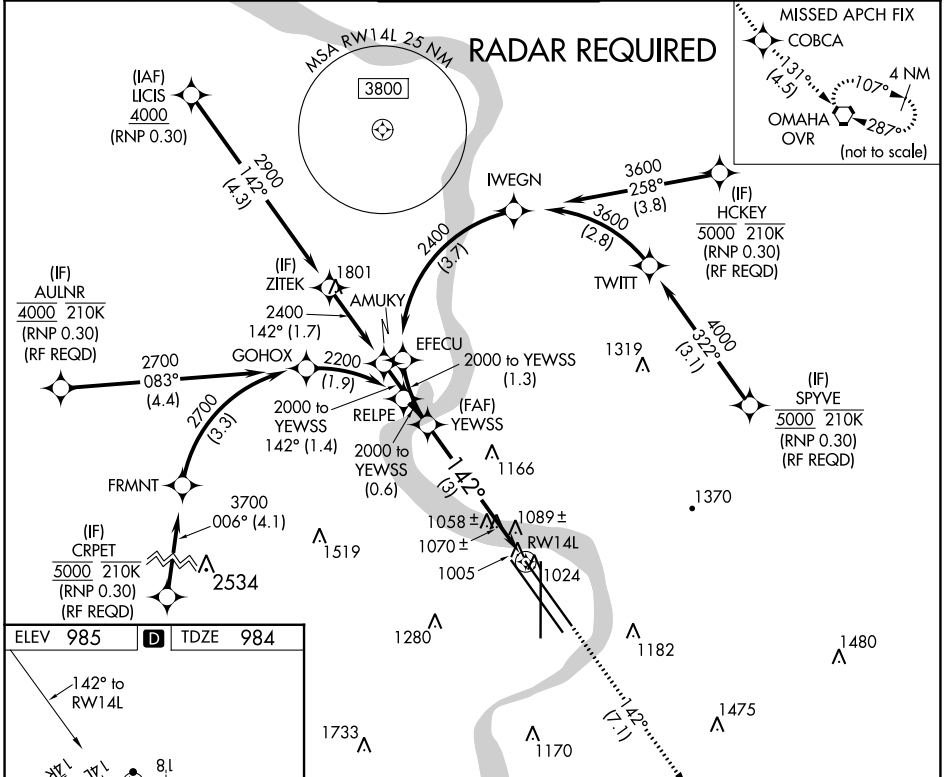 RADAR REQUIRED
MSA RW14L 25 NM
3800
MISSED APCH FIX
COBCA
131°
(4.5)
4 NM
107°
OMAHA
OVR
287°
(not to scale)
(IAF)
LICIS
4000
(RNP 0.30)
2900
142°
(4.3)
IWEGN
3600
258°
(3.8)
(IF)
HCKEY
5000 210K
(RNP 0.30)
(RF REQD)
3600
(2.8)
2400
(3.7)
TWITT
(IF)
ZITEK
1801
AMUKY
2400
142° (1.7)
(IF)
AULNR
4000 210K
(RNP 0.30)
(RF REQD)
2700
083°
(4.4)
GOHOX
2200
(1.9)
EFECU
2000 to YEWSS
(1.3)
1319
4000
322°
(3.1)
(IF)
SPYVE
5000 210K
(RNP 0.30)
(RF REQD)
2700
(3.3)
2000 to
YEWSS
142° (1.4)
RELPE
(FAF)
YEWSS
2000 to
YEWSS
(0.6)
142°
(3)
1166
1370
FRMNT
3700
006° (4.1)
(IF)
CRPET
5000 210K
(RNP 0.30)
(RF REQD)
2534
1519
1058 ±
1089 ±
1070 ±
RW14L
1005
1024
1280
1182
1480
142°
(7.1)
1475
1733
1170
ELEV 985 D TDZE 984
142° to
RW14L
14R
14L
18